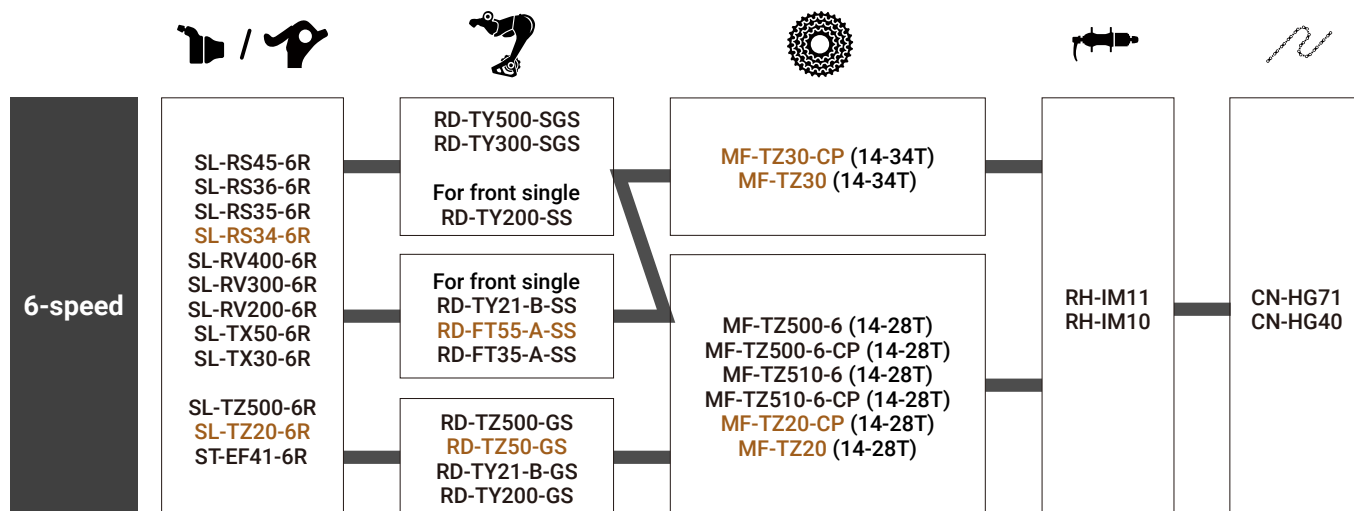 6-speed
SL-RS45-6R
SL-RS36-6R
SL-RS35-6R
SL-RS34-6R
SL-RV400-6R
SL-RV300-6R
SL-RV200-6R
SL-TX50-6R
SL-TX30-6R
SL-TZ500-6R
SL-TZ20-6R
ST-EF41-6R
RD-TY500-SGS
RD-TY300-SGS
For front single
RD-TY200-SS
For front single
RD-TY21-B-SS
RD-FT55-A-SS
RD-FT35-A-SS
RD-TZ500-GS
RD-TZ50-GS
RD-TY21-B-GS
RD-TY200-GS
MF-TZ30-CP (14-34T)
MF-TZ30 (14-34T)
MF-TZ500-6 (14-28T)
MF-TZ500-6-CP (14-28T)
MF-TZ510-6 (14-28T)
MF-TZ510-6-CP (14-28T)
MF-TZ20-CP (14-28T)
MF-TZ20 (14-28T)
RH-IM11
RH-IM10
CN-HG71
CN-HG40